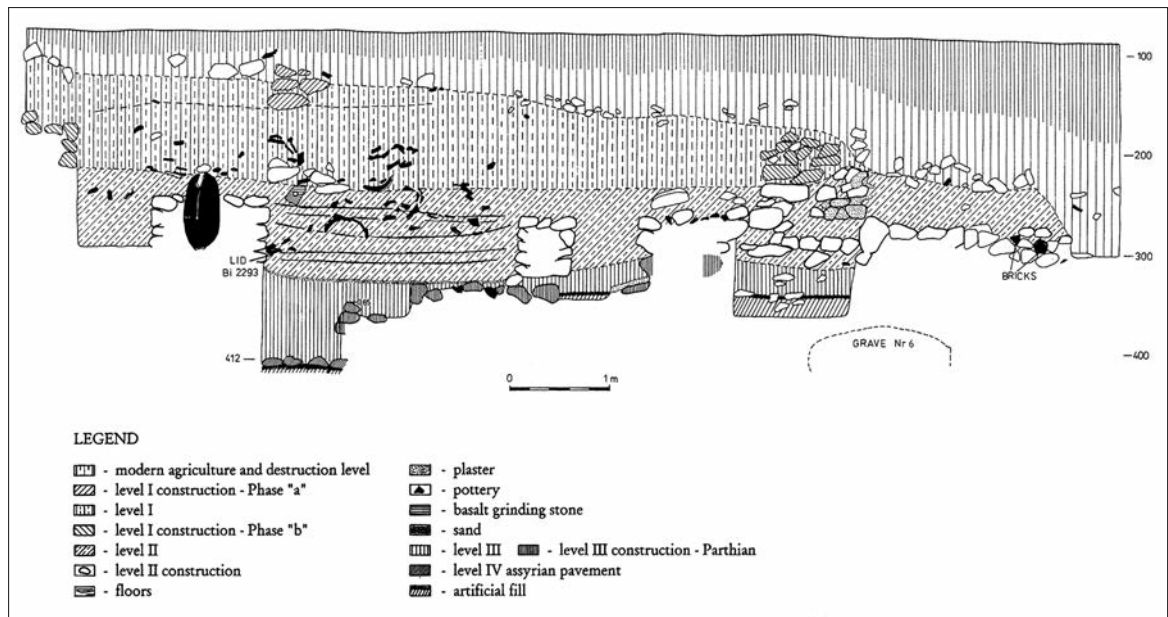 —100
—200
LID
Bi 2293
—300
BRICKS
265
412 —
GRAVE Nr 6
—400
0 1m
LEGEND
- modern agriculture and destruction level
- level I construction - Phase "a"
- level I
- level I construction - Phase "b"
- level II
- level II construction
- floors
- plaster
- pottery
- basalt grinding stone
- sand
- level III - level III construction - Parthian
- level IV assyrian pavement
- artificial fill